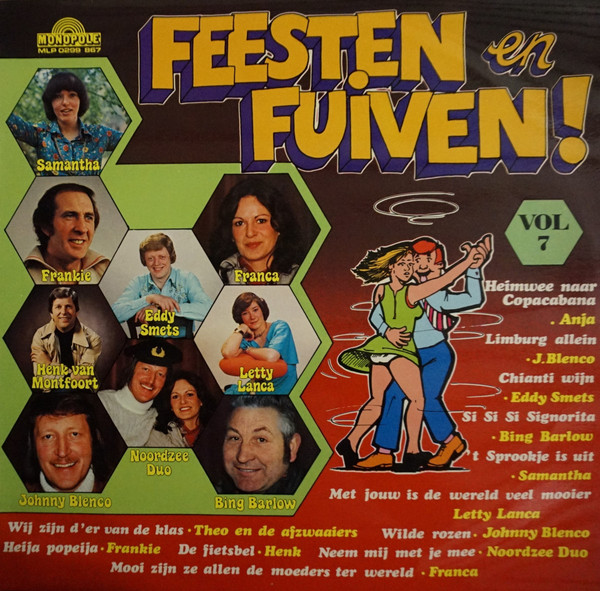 MONOPOLE
MLP 0299 867
FEESTEN en
FUIVEN!
VOL
7
Samantha
Frankie
Franca
Eddy
Smets
Henk van
Montfoort
Letty
Lanca
Noordzee
Duo
Johnny Blenco
Bing Barlow
Heimwee naar
Copacabana
. Anja
Limburg allein
· J.Blenco
Chianti wijn
· Eddy Smets
Si Si Si Signorita
· Bing Barlow
't Sprookje is uit
· Samantha
Met jouw is de wereld veel mooier
Letty Lanca
Wij zijn d'er van de klas · Theo en de afzwaaiers Wilde rozen · Johnny Blenco
Heija popeija · Frankie De fietsbel · Henk Neem mij met je mee · Noordzee Duo
Mooi zijn ze allen de moeders ter wereld · Franca